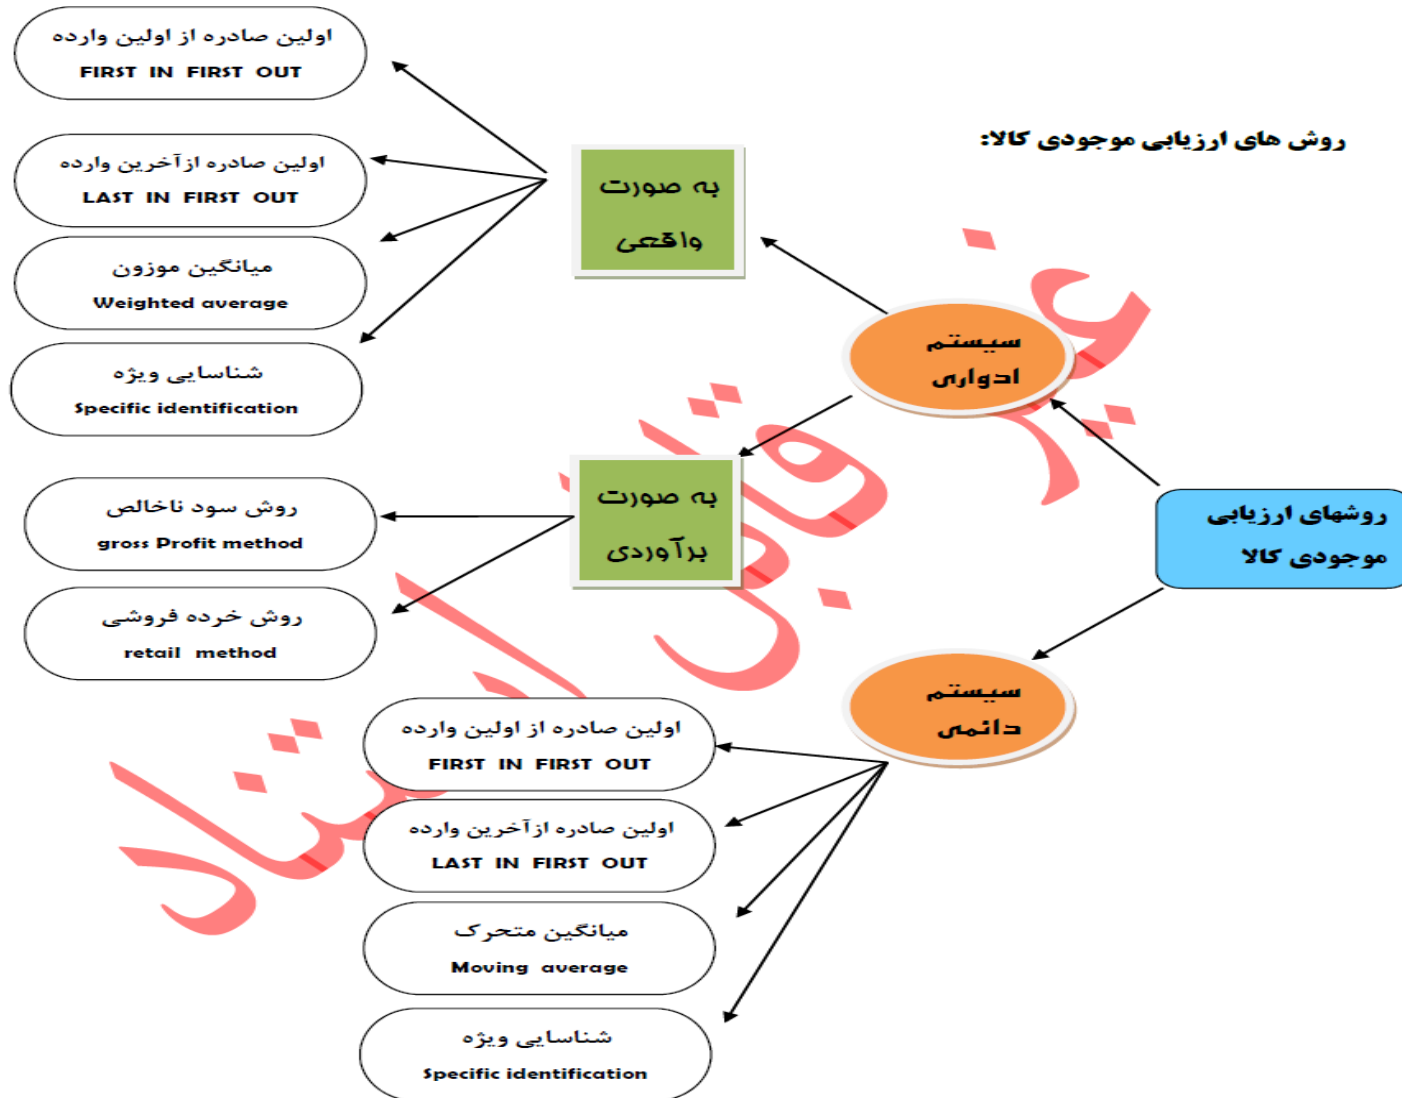 روش های ارزیابی موجودی کالا:
روشهای ارزیابی
موجودی کالا
سیستم
ادواری
به صورت
واقعی
اولین صادره از اولین وارده
FIRST IN FIRST OUT
اولین صادره ازآخرین وارده
LAST IN FIRST OUT
میانگین موزون
Weighted average
شناسایی ویژه
Specific identification
به صورت
برآوردی
روش سود ناخالص
gross Profit method
روش خرده فروشی
retail method
سیستم
دائمی
اولین صادره از اولین وارده
FIRST IN FIRST OUT
اولین صادره ازآخرین وارده
LAST IN FIRST OUT
میانگین متحرک
Moving average
شناسایی ویژه
Specific identification
غیر قابل استناد